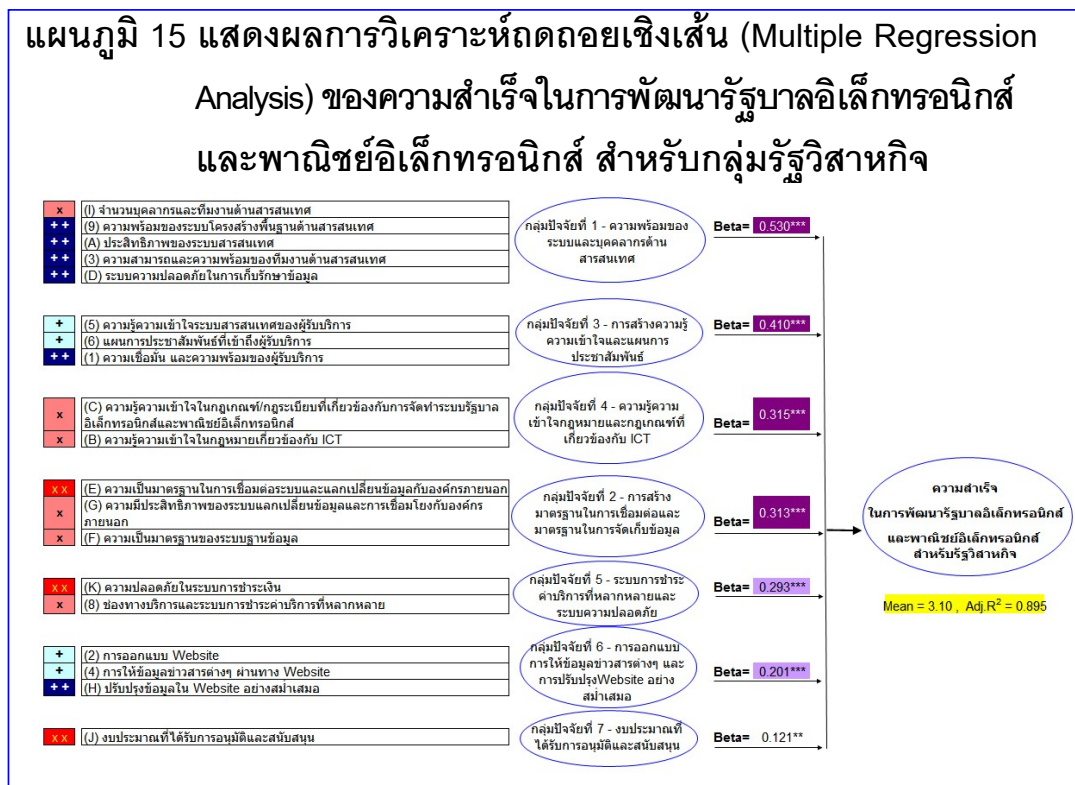 แผนภูมิ 15 แสดงผลการวิเคราะห์ถดถอยเชิงเส้น (Multiple Regression
Analysis) ของความสำเร็จในการพัฒนารัฐบาลอิเล็กทรอนิกส์
และพาณิชย์อิเล็กทรอนิกส์ สำหรับกลุ่มรัฐวิสาหกิจ
x (I) จำนวนบุคลากรและทีมงานด้านสารสนเทศ
++ (9) ความพร้อมของระบบโครงสร้างพื้นฐานด้านสารสนเทศ
++ (A) ประสิทธิภาพของระบบสารสนเทศ
++ (3) ความสามารถและความพร้อมของทีมงานด้านสารสนเทศ
++ (D) ระบบความปลอดภัยในการเก็บรักษาข้อมูล
กลุ่มปัจจัยที่ 1 - ความพร้อมของ
ระบบและบุคคลากรด้าน
สารสนเทศ
Beta= 0.530***
+ (5) ความรู้ความเข้าใจระบบสารสนเทศของผู้รับบริการ
+ (6) แผนการประชาสัมพันธ์ที่เข้าถึงผู้รับบริการ
++ (1) ความเชื่อมั่น และความพร้อมของผู้รับบริการ
กลุ่มปัจจัยที่ 3 - การสร้างความรู้
ความเข้าใจและแผนการ
ประชาสัมพันธ์
Beta= 0.410***
x (C) ความรู้ความเข้าใจในกฎเกณฑ์/กฎระเบียบที่เกี่ยวข้องกับการจัดทำระบบรัฐบาล
อิเล็กทรอนิกส์และพาณิชย์อิเล็กทรอนิกส์
x (B) ความรู้ความเข้าใจในกฎหมายเกี่ยวข้องกับ ICT
กลุ่มปัจจัยที่ 4 - ความรู้ความ
เข้าใจกฎหมายและกฎเกณฑ์ที่
เกี่ยวข้องกับ ICT
Beta= 0.315***
xx (E) ความเป็นมาตรฐานในการเชื่อมต่อระบบและแลกเปลี่ยนข้อมูลกับองค์กรภายนอก
x (G) ความมีประสิทธิภาพของระบบแลกเปลี่ยนข้อมูลและการเชื่อมโยงกับองค์กร
ภายนอก
x (F) ความเป็นมาตรฐานของระบบฐานข้อมูล
กลุ่มปัจจัยที่ 2 - การสร้าง
มาตรฐานในการเชื่อมต่อและ
มาตรฐานในการจัดเก็บข้อมูล
Beta= 0.313***
xx (K) ความปลอดภัยในระบบการชำระเงิน
x (8) ช่องทางบริการและระบบการชำระค่าบริการที่หลากหลาย
กลุ่มปัจจัยที่ 5 - ระบบการชำระ
ค่าบริการที่หลากหลายและ
ระบบความปลอดภัย
Beta= 0.293***
+ (2) การออกแบบ Website
+ (4) การให้ข้อมูลข่าวสารต่างๆ ผ่านทาง Website
++ (H) ปรับปรุงข้อมูลใน Website อย่างสม่ำเสมอ
กลุ่มปัจจัยที่ 6 - การออกแบบ
การให้ข้อมูลข่าวสารต่างๆ และ
การปรับปรุงWebsite อย่าง
สม่ำเสมอ
Beta= 0.201***
xx (J) งบประมาณที่ได้รับการอนุมัติและสนับสนุน
กลุ่มปัจจัยที่ 7 - งบประมาณที่
ได้รับการอนุมัติและสนับสนุน
Beta= 0.121**
ความสำเร็จ
ในการพัฒนารัฐบาลอิเล็กทรอนิกส์
และพาณิชย์อิเล็กทรอนิกส์
สำหรับรัฐวิสาหกิจ
Mean = 3.10 , Adj.R² = 0.895